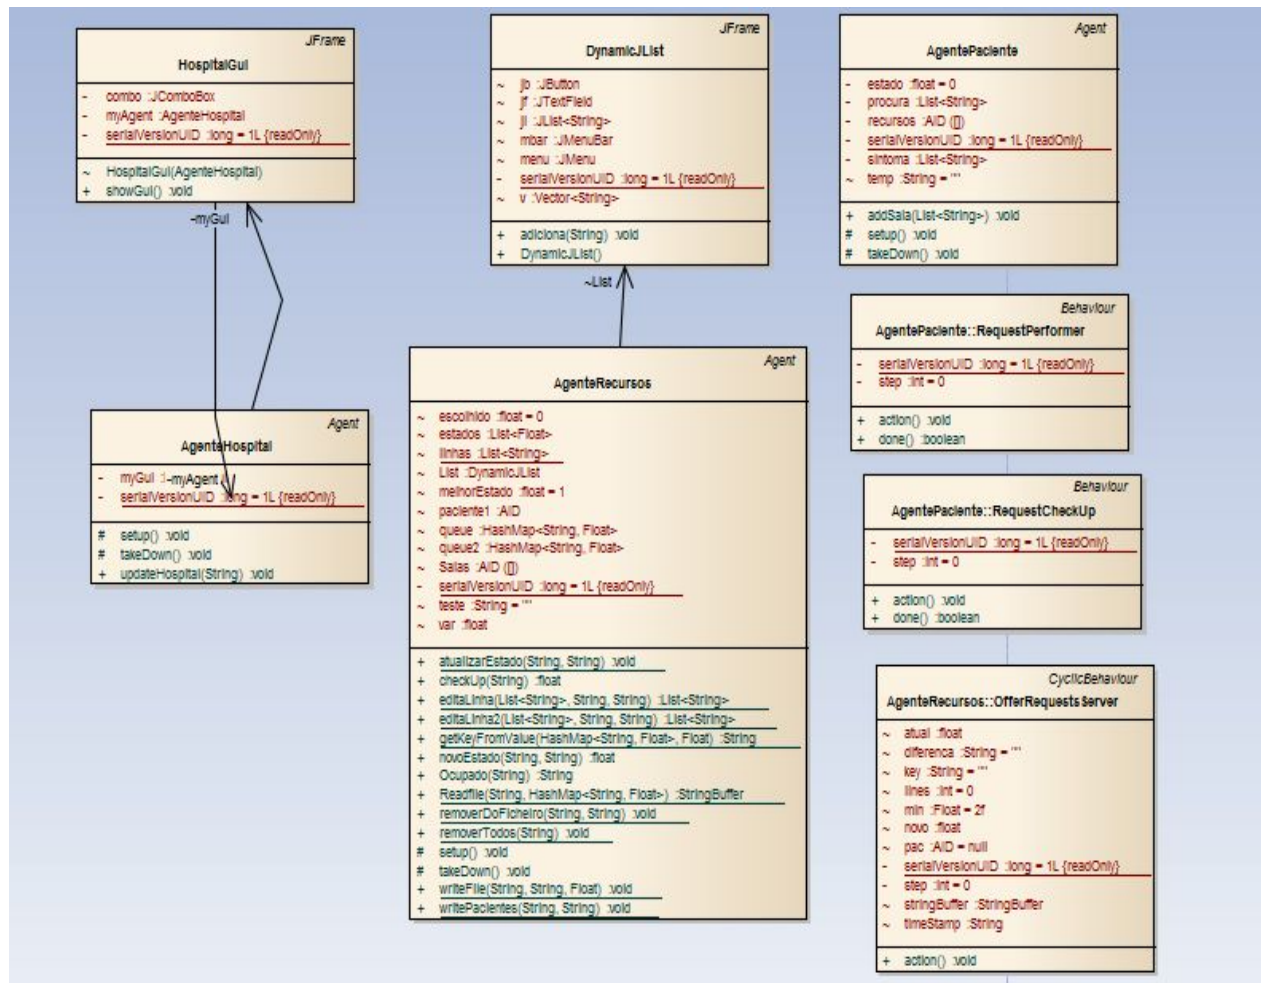 JFrame
HospitalGui
- combo :JComboBox
- myAgent :AgenteHospital
- serialVersionUID :long = 1L {readOnly}
~ HospitalGui(AgenteHospital)
+ showGui() :void
-myGui
Agent
AgenteHospital
- myGui :
-myAgent
- serialVersionUID :long = 1L {readOnly}
# setup() :void
# takeDown() :void
+ updateHospital(String) :void
JFrame
DynamicJList
~ jb :JButton
~ jf :JTextField
~ jl :JList<String>
~ mbar :JMenuBar
~ menu :JMenu
- serialVersionUID :long = 1L {readOnly}
~ v :Vector<String>
+ adiciona(String) :void
+ DynamicJList()
~List
Agent
AgenteRecursos
~ escolhido :float = 0
~ estados :List<Float>
~ linhas :List<String>
~ List :DynamicJList
~ melhorEstado :float = 1
~ paciente1 :AID
~ queue :HashMap<String, Float>
~ queue2 :HashMap<String, Float>
~ Salas :AID ([])
- serialVersionUID :long = 1L {readOnly}
~ teste :String = ""
~ var :float
+ atualizarEstado(String, String) :void
+ checkUp(String) :float
+ editaLinha(List<String>, String, String) :List<String>
+ editaLinha2(List<String>, String, String) :List<String>
+ getKeyFromValue(HashMap<String, Float>, Float) :String
+ novoEstado(String, String) :float
+ Ocupado(String) :String
+ Readfile(String, HashMap<String, Float>) :StringBuffer
+ removerDoFicheiro(String, String) :void
+ removerTodos(String) :void
# setup() :void
# takeDown() :void
+ writeFile(String, String, Float) :void
+ writePacientes(String, String) :void
Agent
AgentePaciente
- estado :float = 0
- procura :List<String>
- recursos :AID ([])
- serialVersionUID :long = 1L {readOnly}
- sintoma :List<String>
~ temp :String = ""
+ addSala(List<String>) :void
# setup() :void
# takeDown() :void
Behaviour
AgentePaciente::RequestPerformer
- serialVersionUID :long = 1L {readOnly}
- step :int = 0
+ action() :void
+ done() :boolean
Behaviour
AgentePaciente::RequestCheckUp
- serialVersionUID :long = 1L {readOnly}
- step :int = 0
+ action() :void
+ done() :boolean
CyclicBehaviour
AgenteRecursos::OfferRequestsServer
~ atual :float
~ diferenca :String = ""
~ key :String = ""
~ lines :int = 0
~ min :Float = 2f
~ novo :float
~ pac :AID = null
- serialVersionUID :long = 1L {readOnly}
- step :int = 0
~ stringBuffer :StringBuffer
~ timeStamp :String
+ action() :void